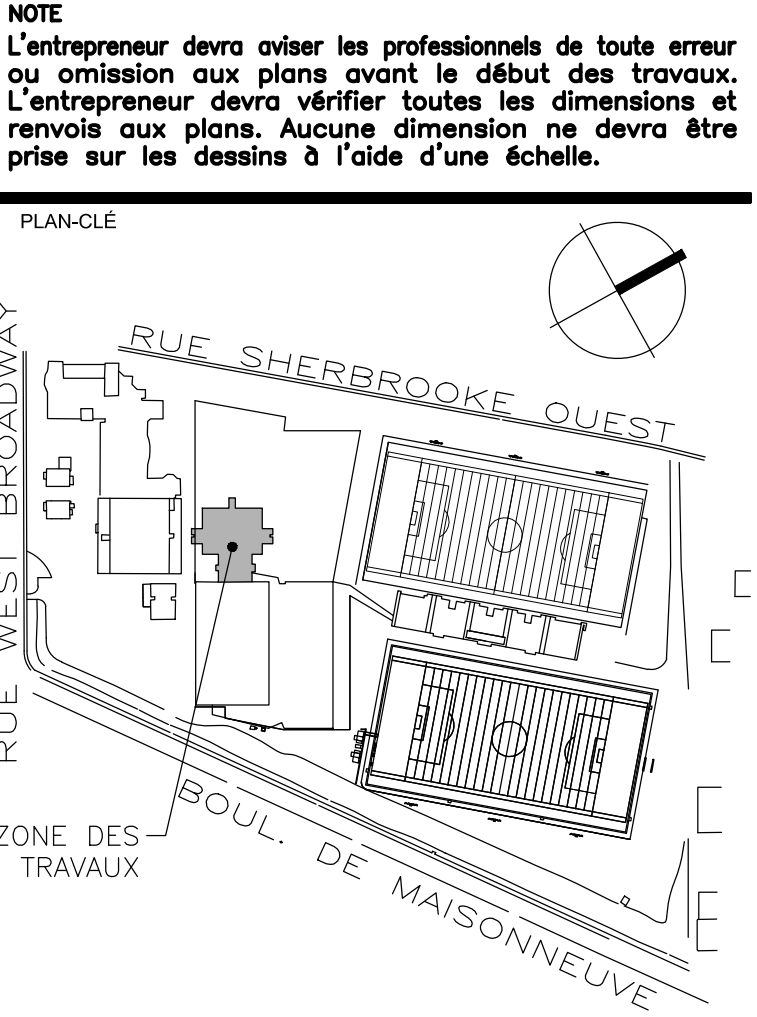 NOTE
L'entrepreneur devra aviser les professionnels de toute erreur
ou omission aux plans avant le début des travaux.
L'entrepreneur devra vérifier toutes les dimensions et
renvois aux plans. Aucune dimension ne devra être
prise sur les dessins à l'aide d'une échelle.
PLAN-CLÉ
RUE SHERBROOKE OUEST
RUE WEST BROADWAY
ZONE DES
TRAVAUX
BOUL. DE MAISONNEUVE